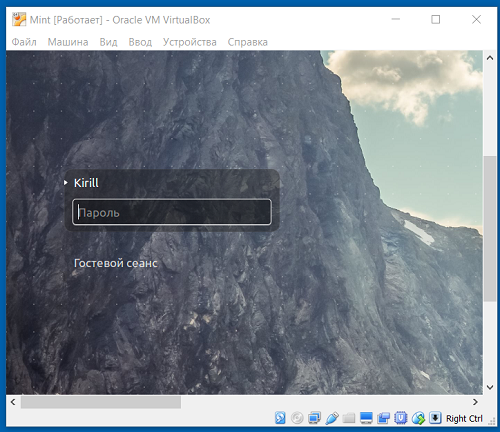 Mint [Работает] - Oracle VM VirtualBox
Файл Машина Вид Ввод Устройства Справка
Kirill
Пароль
Гостевой сеанс
Right Ctrl